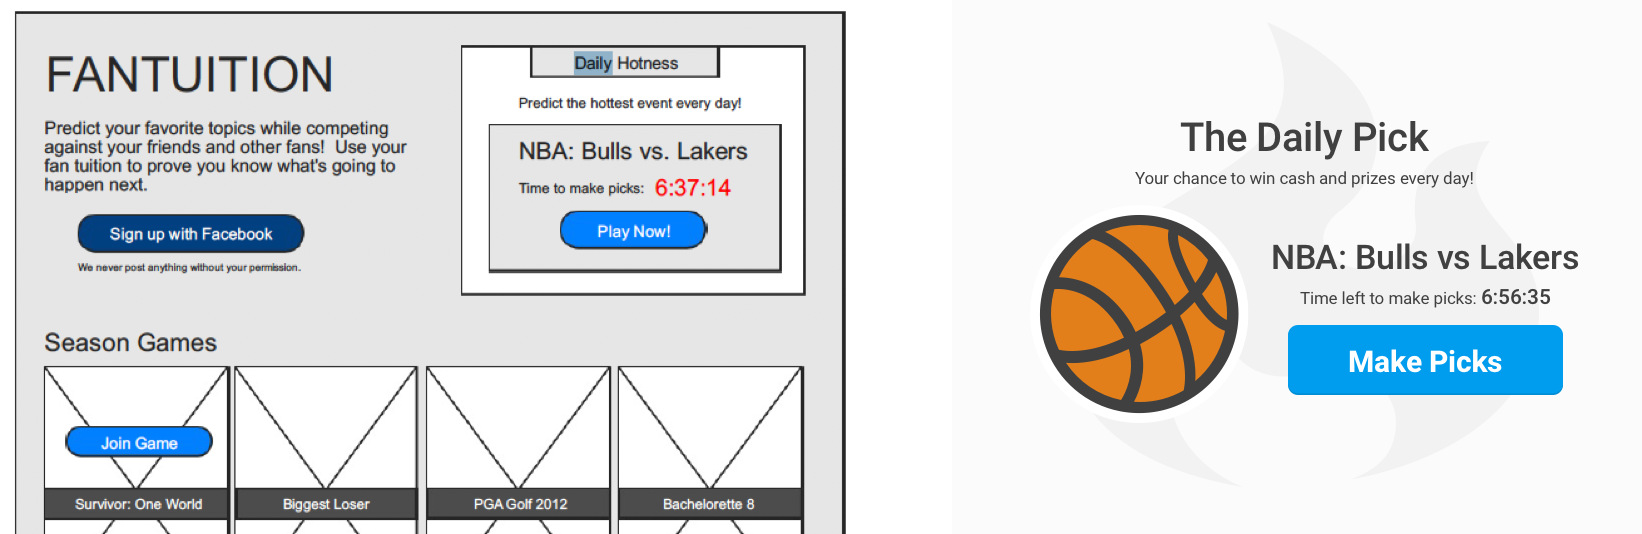 FANTUITION
Predict your favorite topics while competing
against your friends and other fans!  Use your
fan tuition to prove you know what's going to
happen next.
Sign up with Facebook
We never post anything without your permission.
Daily Hotness
Predict the hottest event every day!
NBA: Bulls vs. Lakers
Time to make picks: 6:37:14
Play Now!
Season Games
Join Game
Survivor: One World
Biggest Loser
PGA Golf 2012
Bachelorette 8
The Daily Pick
Your chance to win cash and prizes every day!
NBA: Bulls vs Lakers
Time left to make picks: 6:56:35
Make Picks